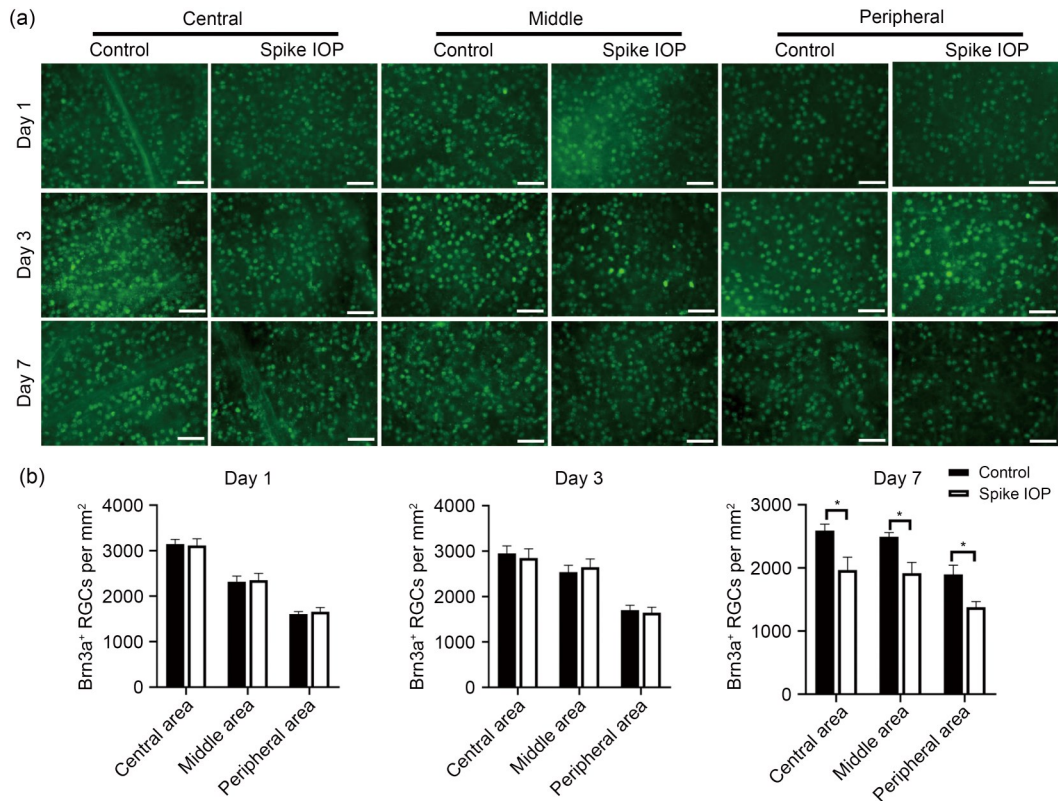 (a)
Central Middle Peripheral
Control Spike IOP Control Spike IOP Control Spike IOP
Day 1
Day 3
Day 7
(b)
Day 1
Brn3a⁺ RGCs per mm²
4000
3000
2000
1000
0
Central area
Middle area
Peripheral area
Day 3
Brn3a⁺ RGCs per mm²
4000
3000
2000
1000
0
Central area
Middle area
Peripheral area
Day 7
Control
Spike IOP
Brn3a⁺ RGCs per mm²
3000
2000
1000
0
* * *
Central area
Middle area
Peripheral area